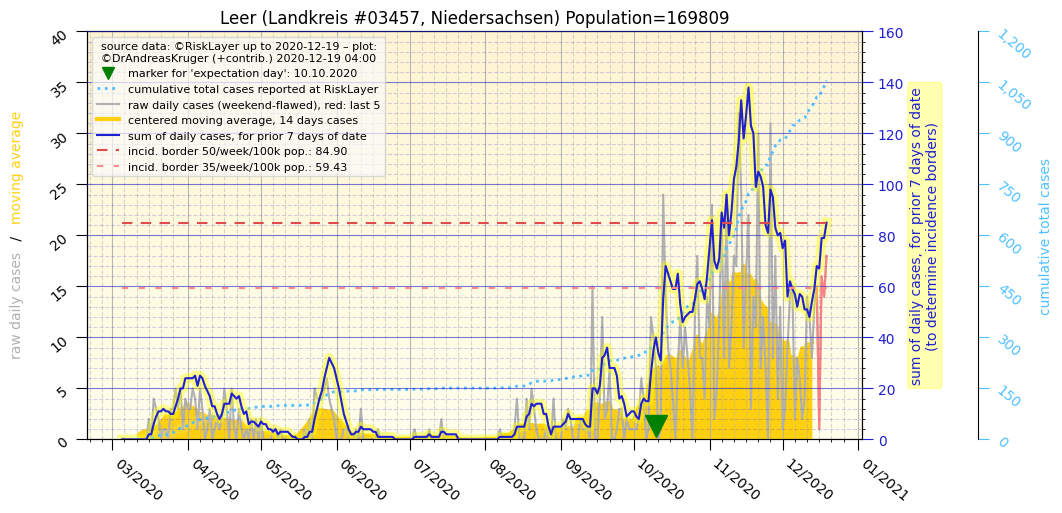 Leer (Landkreis #03457, Niedersachsen) Population=169809
source data: ©RiskLayer up to 2020-12-19 – plot:
©DrAndreasKruger (+contrib.) 2020-12-19 04:00
marker for 'expectation day': 10.10.2020
cumulative total cases reported at RiskLayer
raw daily cases (weekend-flawed), red: last 5
centered moving average, 14 days cases
sum of daily cases, for prior 7 days of date
incid. border 50/week/100k pop.: 84.90
incid. border 35/week/100k pop.: 59.43
raw daily cases / moving average
40
35
30
25
20
15
10
5
0
03/2020
04/2020
05/2020
06/2020
07/2020
08/2020
09/2020
10/2020
11/2020
12/2020
01/2021
160
140
120
100
80
60
40
20
0
sum of daily cases, for prior 7 days of date
(to determine incidence borders)
1,200
1,050
900
750
600
450
300
150
0
cumulative total cases